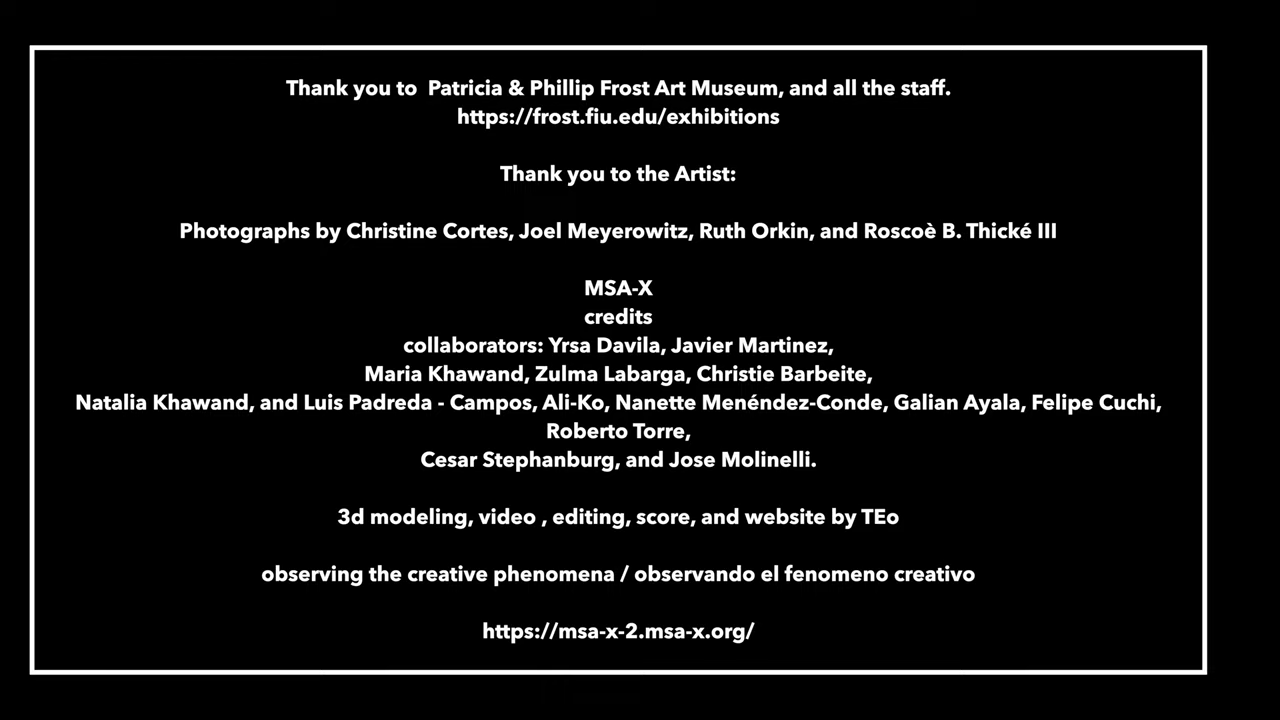 Thank you to  Patricia & Phillip Frost Art Museum, and all the staff.
https://frost.fiu.edu/exhibitions
Thank you to the Artist:
Photographs by Christine Cortes, Joel Meyerowitz, Ruth Orkin, and Roscoè B. Thické III
MSA-X
credits
collaborators: Yrsa Davila, Javier Martinez,
Maria Khawand, Zulma Labarga, Christie Barbeite,
Natalia Khawand, and Luis Padreda - Campos, Ali-Ko, Nanette Menéndez-Conde, Galian Ayala, Felipe Cuchi,
Roberto Torre,
Cesar Stephanburg, and Jose Molinelli.
3d modeling, video , editing, score, and website by TEo
observing the creative phenomena / observando el fenomeno creativo
https://msa-x-2.msa-x.org/